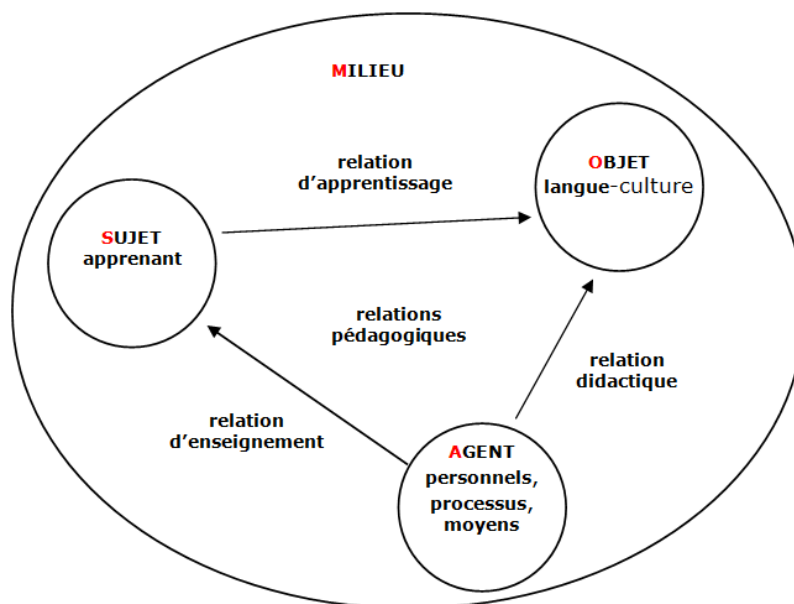 MILIEU
relation
d’apprentissage
OBJET
langue-culture
SUJET
apprenant
relations
pédagogiques
relation
didactique
relation
d’enseignement
AGENT
personnels,
processus,
moyens